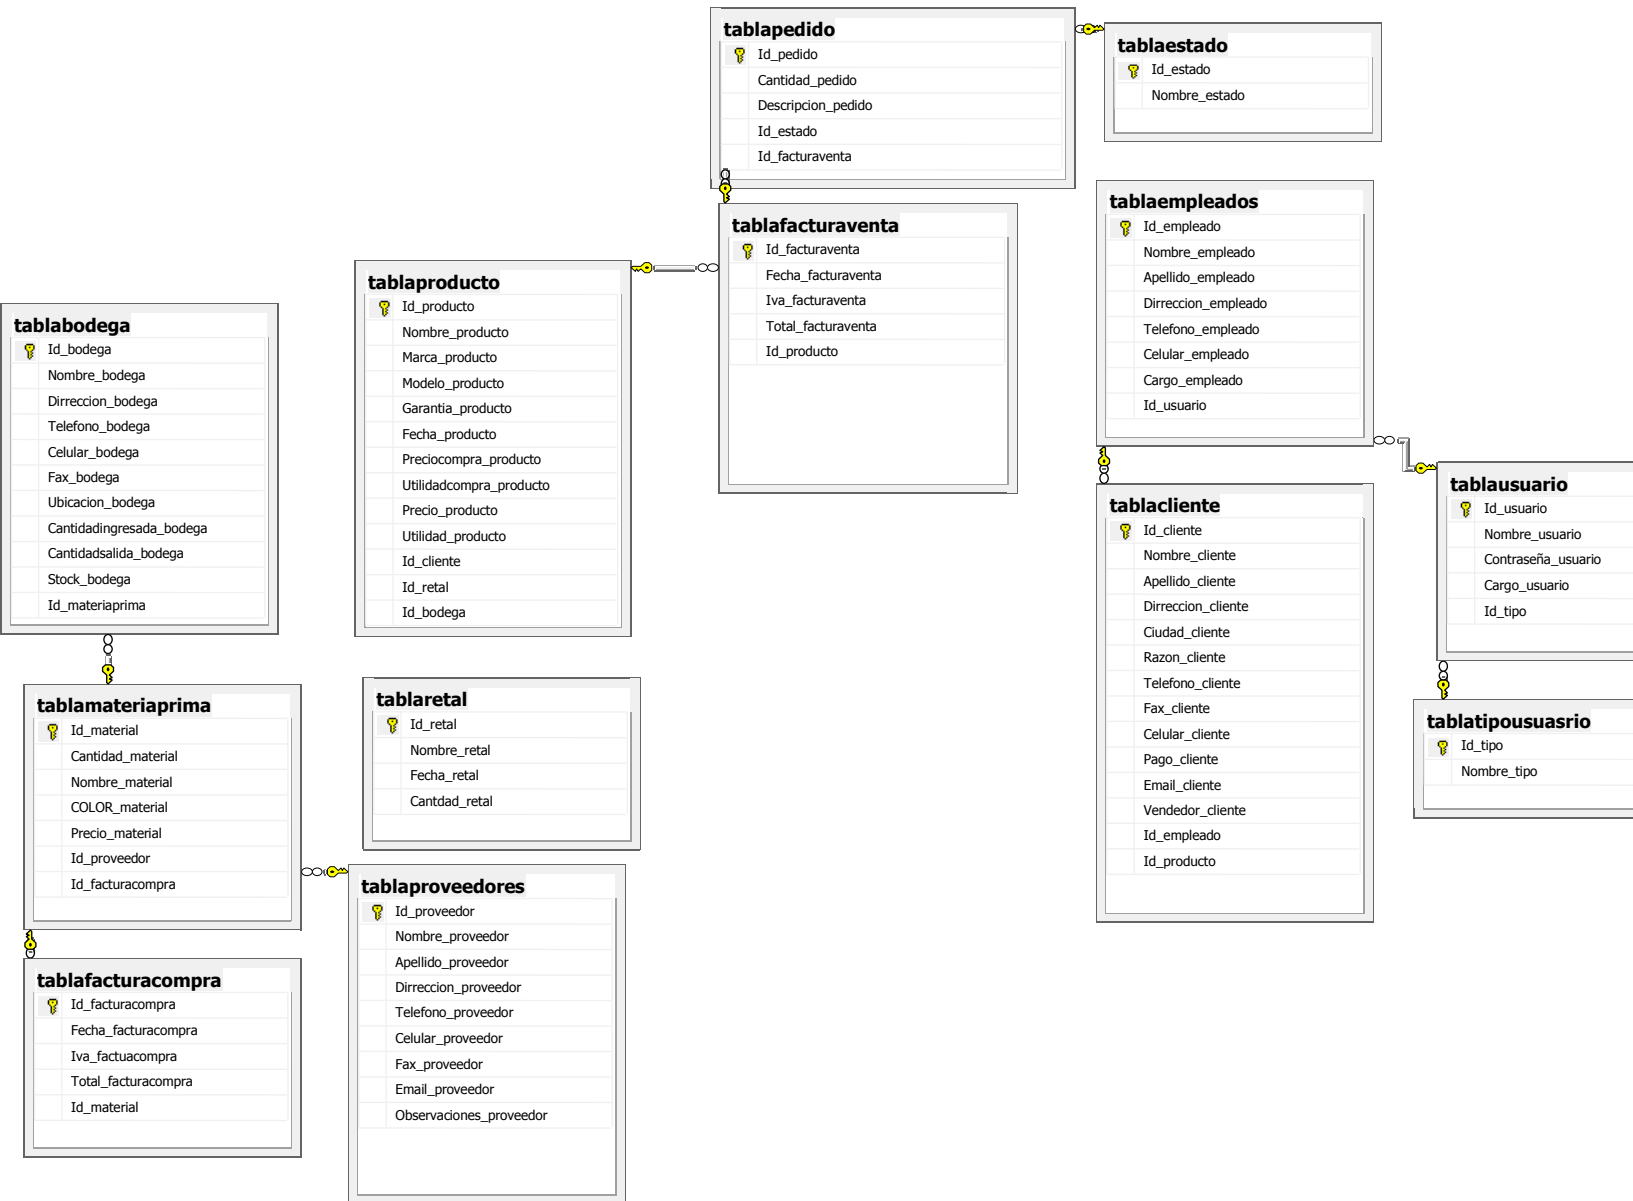 tablapedido
Id_pedido
Cantidad_pedido
Descripcion_pedido
Id_estado
Id_facturaventa
tablaestado
Id_estado
Nombre_estado
tablafacturaventa
Id_facturaventa
Fecha_facturaventa
Iva_facturaventa
Total_facturaventa
Id_producto
tablaempleados
Id_empleado
Nombre_empleado
Apellido_empleado
Dirreccion_empleado
Telefono_empleado
Celular_empleado
Cargo_empleado
Id_usuario
tablaproducto
Id_producto
Nombre_producto
Marca_producto
Modelo_producto
Garantia_producto
Fecha_producto
Preciocompra_producto
Utilidadcompra_producto
Precio_producto
Utilidad_producto
Id_cliente
Id_retal
Id_bodega
tablabodega
Id_bodega
Nombre_bodega
Dirreccion_bodega
Telefono_bodega
Celular_bodega
Fax_bodega
Ubicacion_bodega
Cantidadingresada_bodega
Cantidadsalida_bodega
Stock_bodega
Id_materiaprima
tablausuario
Id_usuario
Nombre_usuario
Contraseña_usuario
Cargo_usuario
Id_tipo
tablacliente
Id_cliente
Nombre_cliente
Apellido_cliente
Dirreccion_cliente
Ciudad_cliente
Razon_cliente
Telefono_cliente
Fax_cliente
Celular_cliente
Pago_cliente
Email_cliente
Vendedor_cliente
Id_empleado
Id_producto
tablatipousuasrio
Id_tipo
Nombre_tipo
tablamateriaprima
Id_material
Cantidad_material
Nombre_material
COLOR_material
Precio_material
Id_proveedor
Id_facturacompra
tablaretal
Id_retal
Nombre_retal
Fecha_retal
Cantdad_retal
tablaproveedores
Id_proveedor
Nombre_proveedor
Apellido_proveedor
Dirreccion_proveedor
Telefono_proveedor
Celular_proveedor
Fax_proveedor
Email_proveedor
Observaciones_proveedor
tablafacturacompra
Id_facturacompra
Fecha_facturacompra
Iva_factuacompra
Total_facturacompra
Id_material